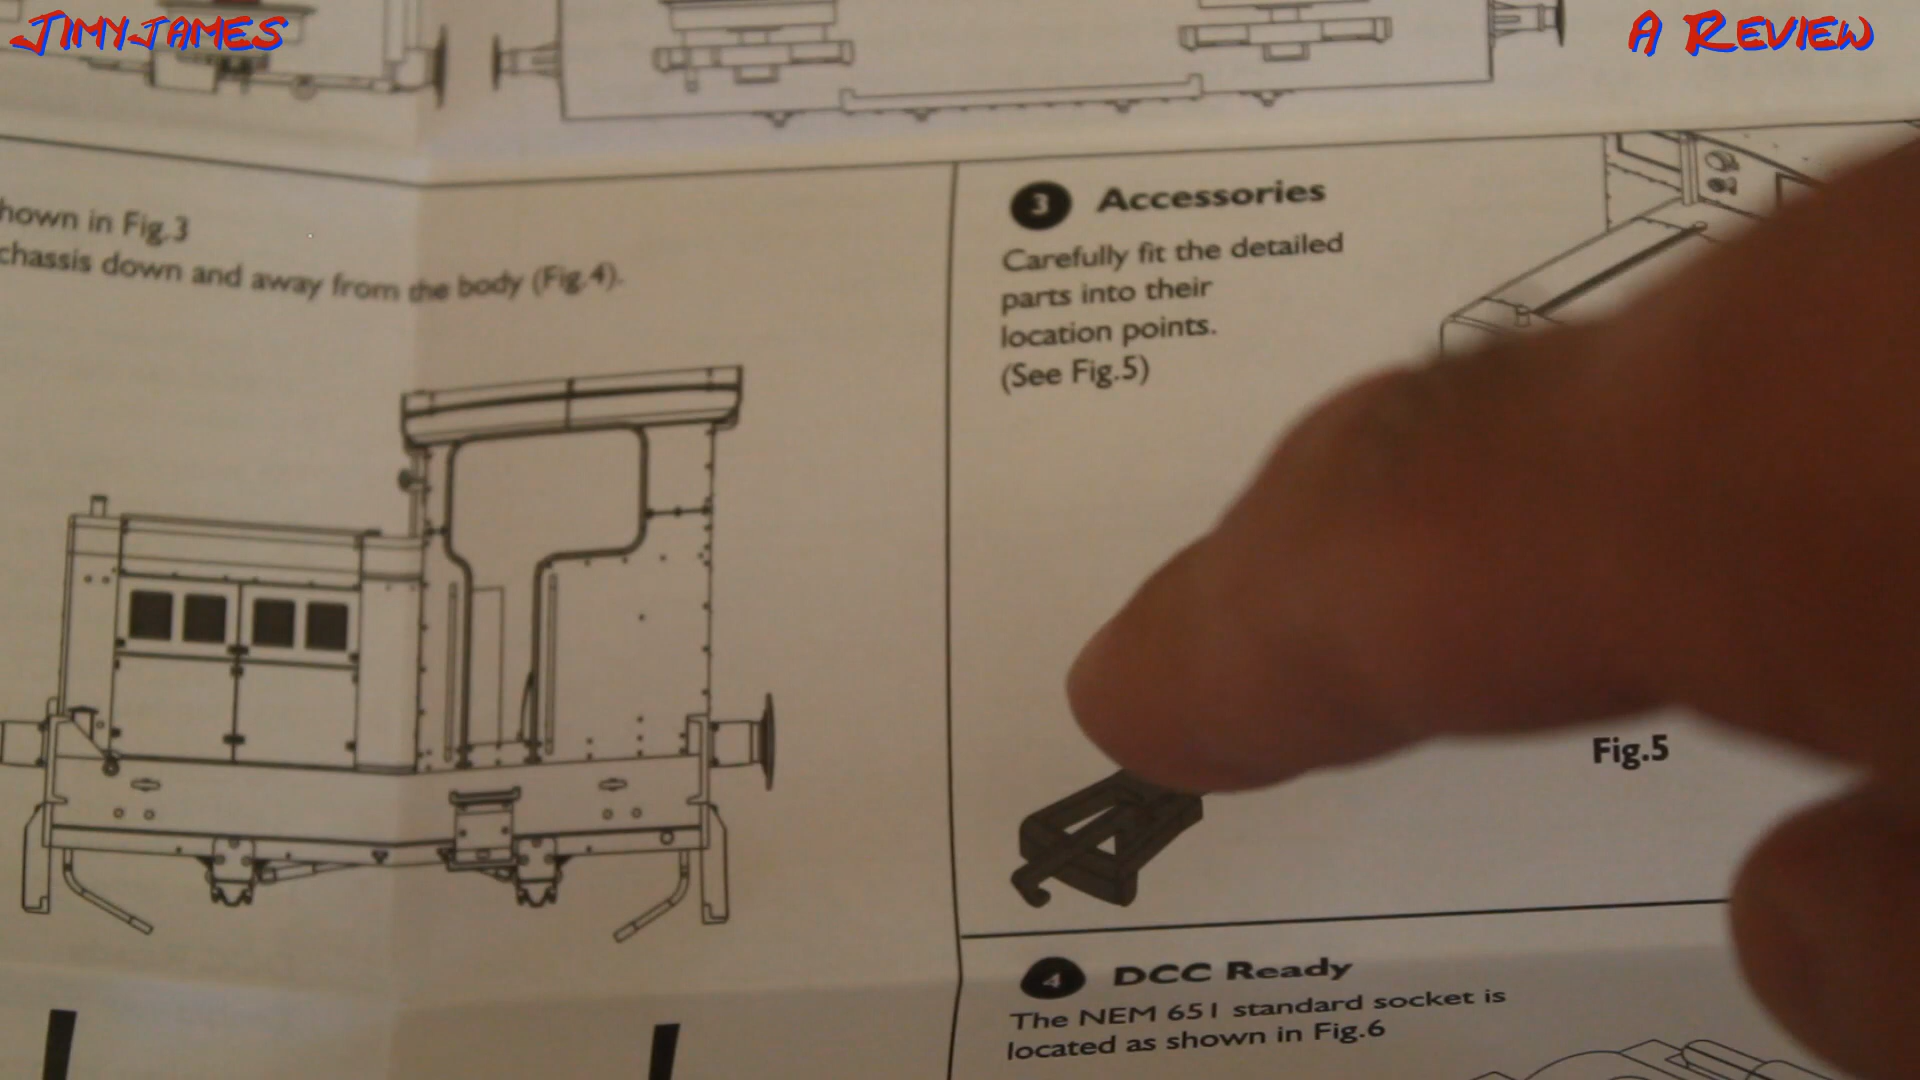 JIMYJAMES
A REVIEW
hown in Fig.3
chassis down and away from the body (Fig.4).
3 Accessories
Carefully fit the detailed
parts into their
location points.
(See Fig.5)
Fig.5
4 DCC Ready
The NEM 651 standard socket is
located as shown in Fig.6